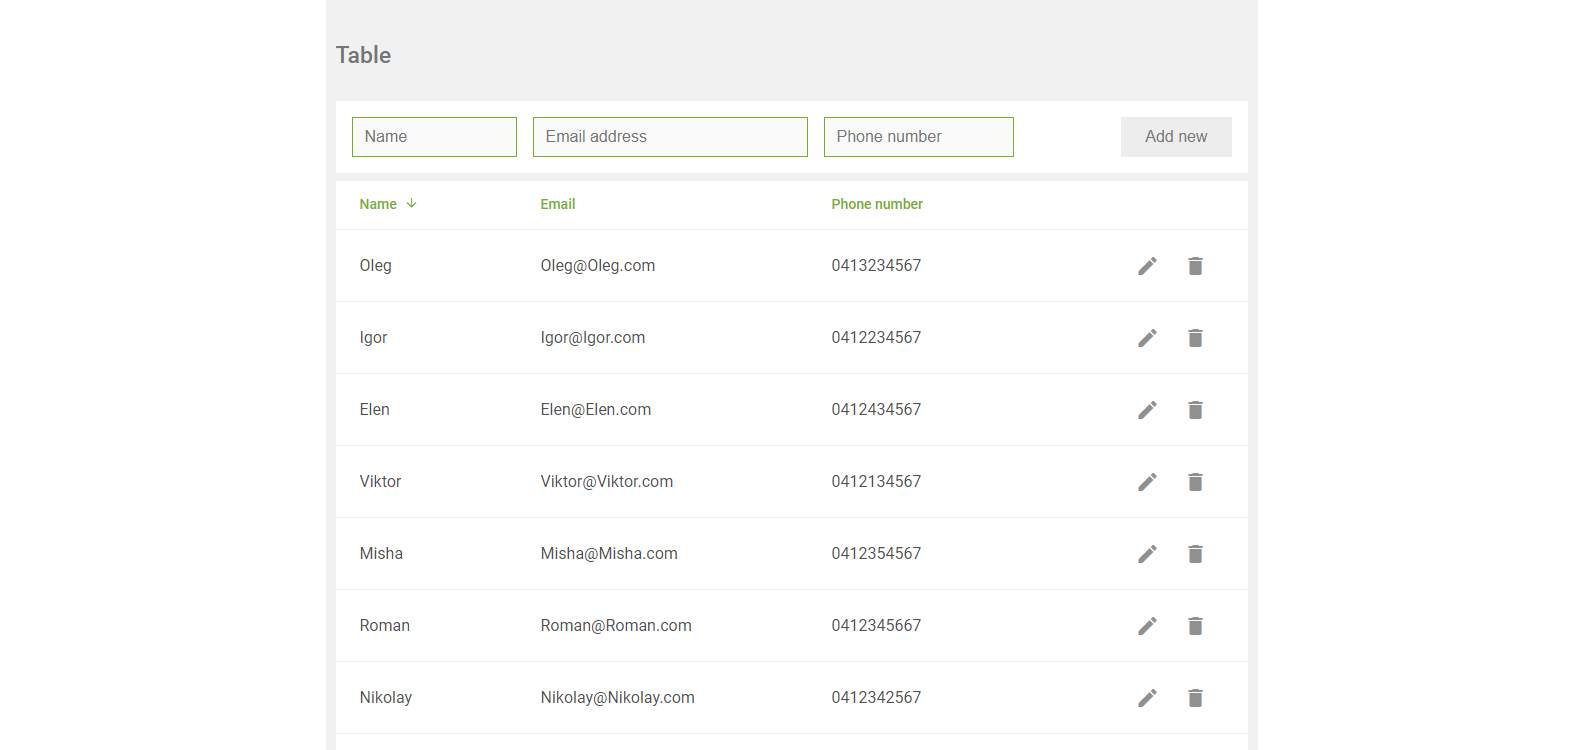 Table
Name Email address Phone number Add new
Name Email Phone number
Oleg Oleg@Oleg.com 0413234567
Igor Igor@Igor.com 0412234567
Elen Elen@Elen.com 0412434567
Viktor Viktor@Viktor.com 0412134567
Misha Misha@Misha.com 0412354567
Roman Roman@Roman.com 0412345667
Nikolay Nikolay@Nikolay.com 0412342567